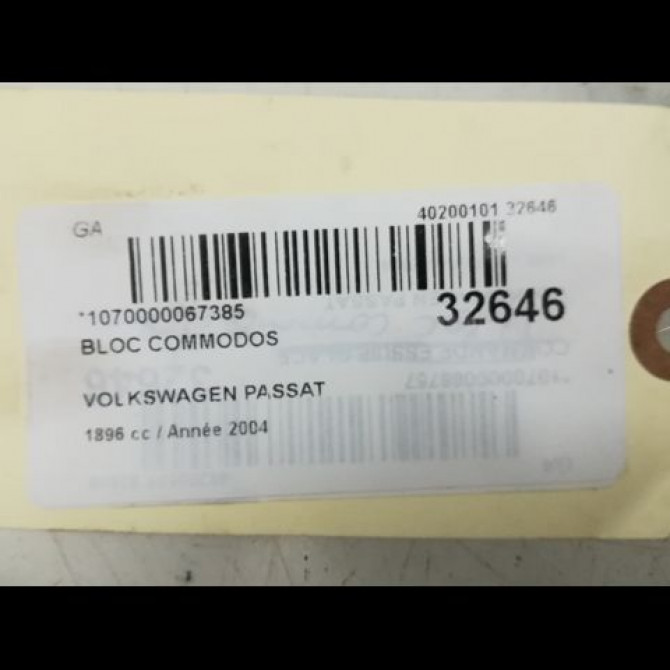 GA
40200101 32646
*1070000067385
32646
BLOC COMMODOS
VOLKSWAGEN PASSAT
1896 cc / Année 2004